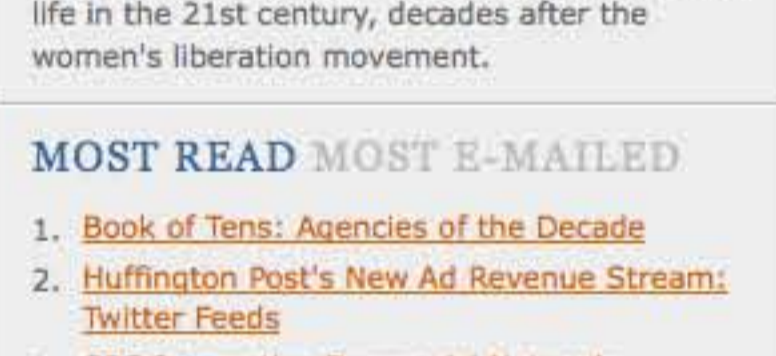 life in the 21st century, decades after the
women's liberation movement.
MOST READ MOST E-MAILED
1. Book of Tens: Agencies of the Decade
2. Huffington Post's New Ad Revenue Stream:
Twitter Feeds